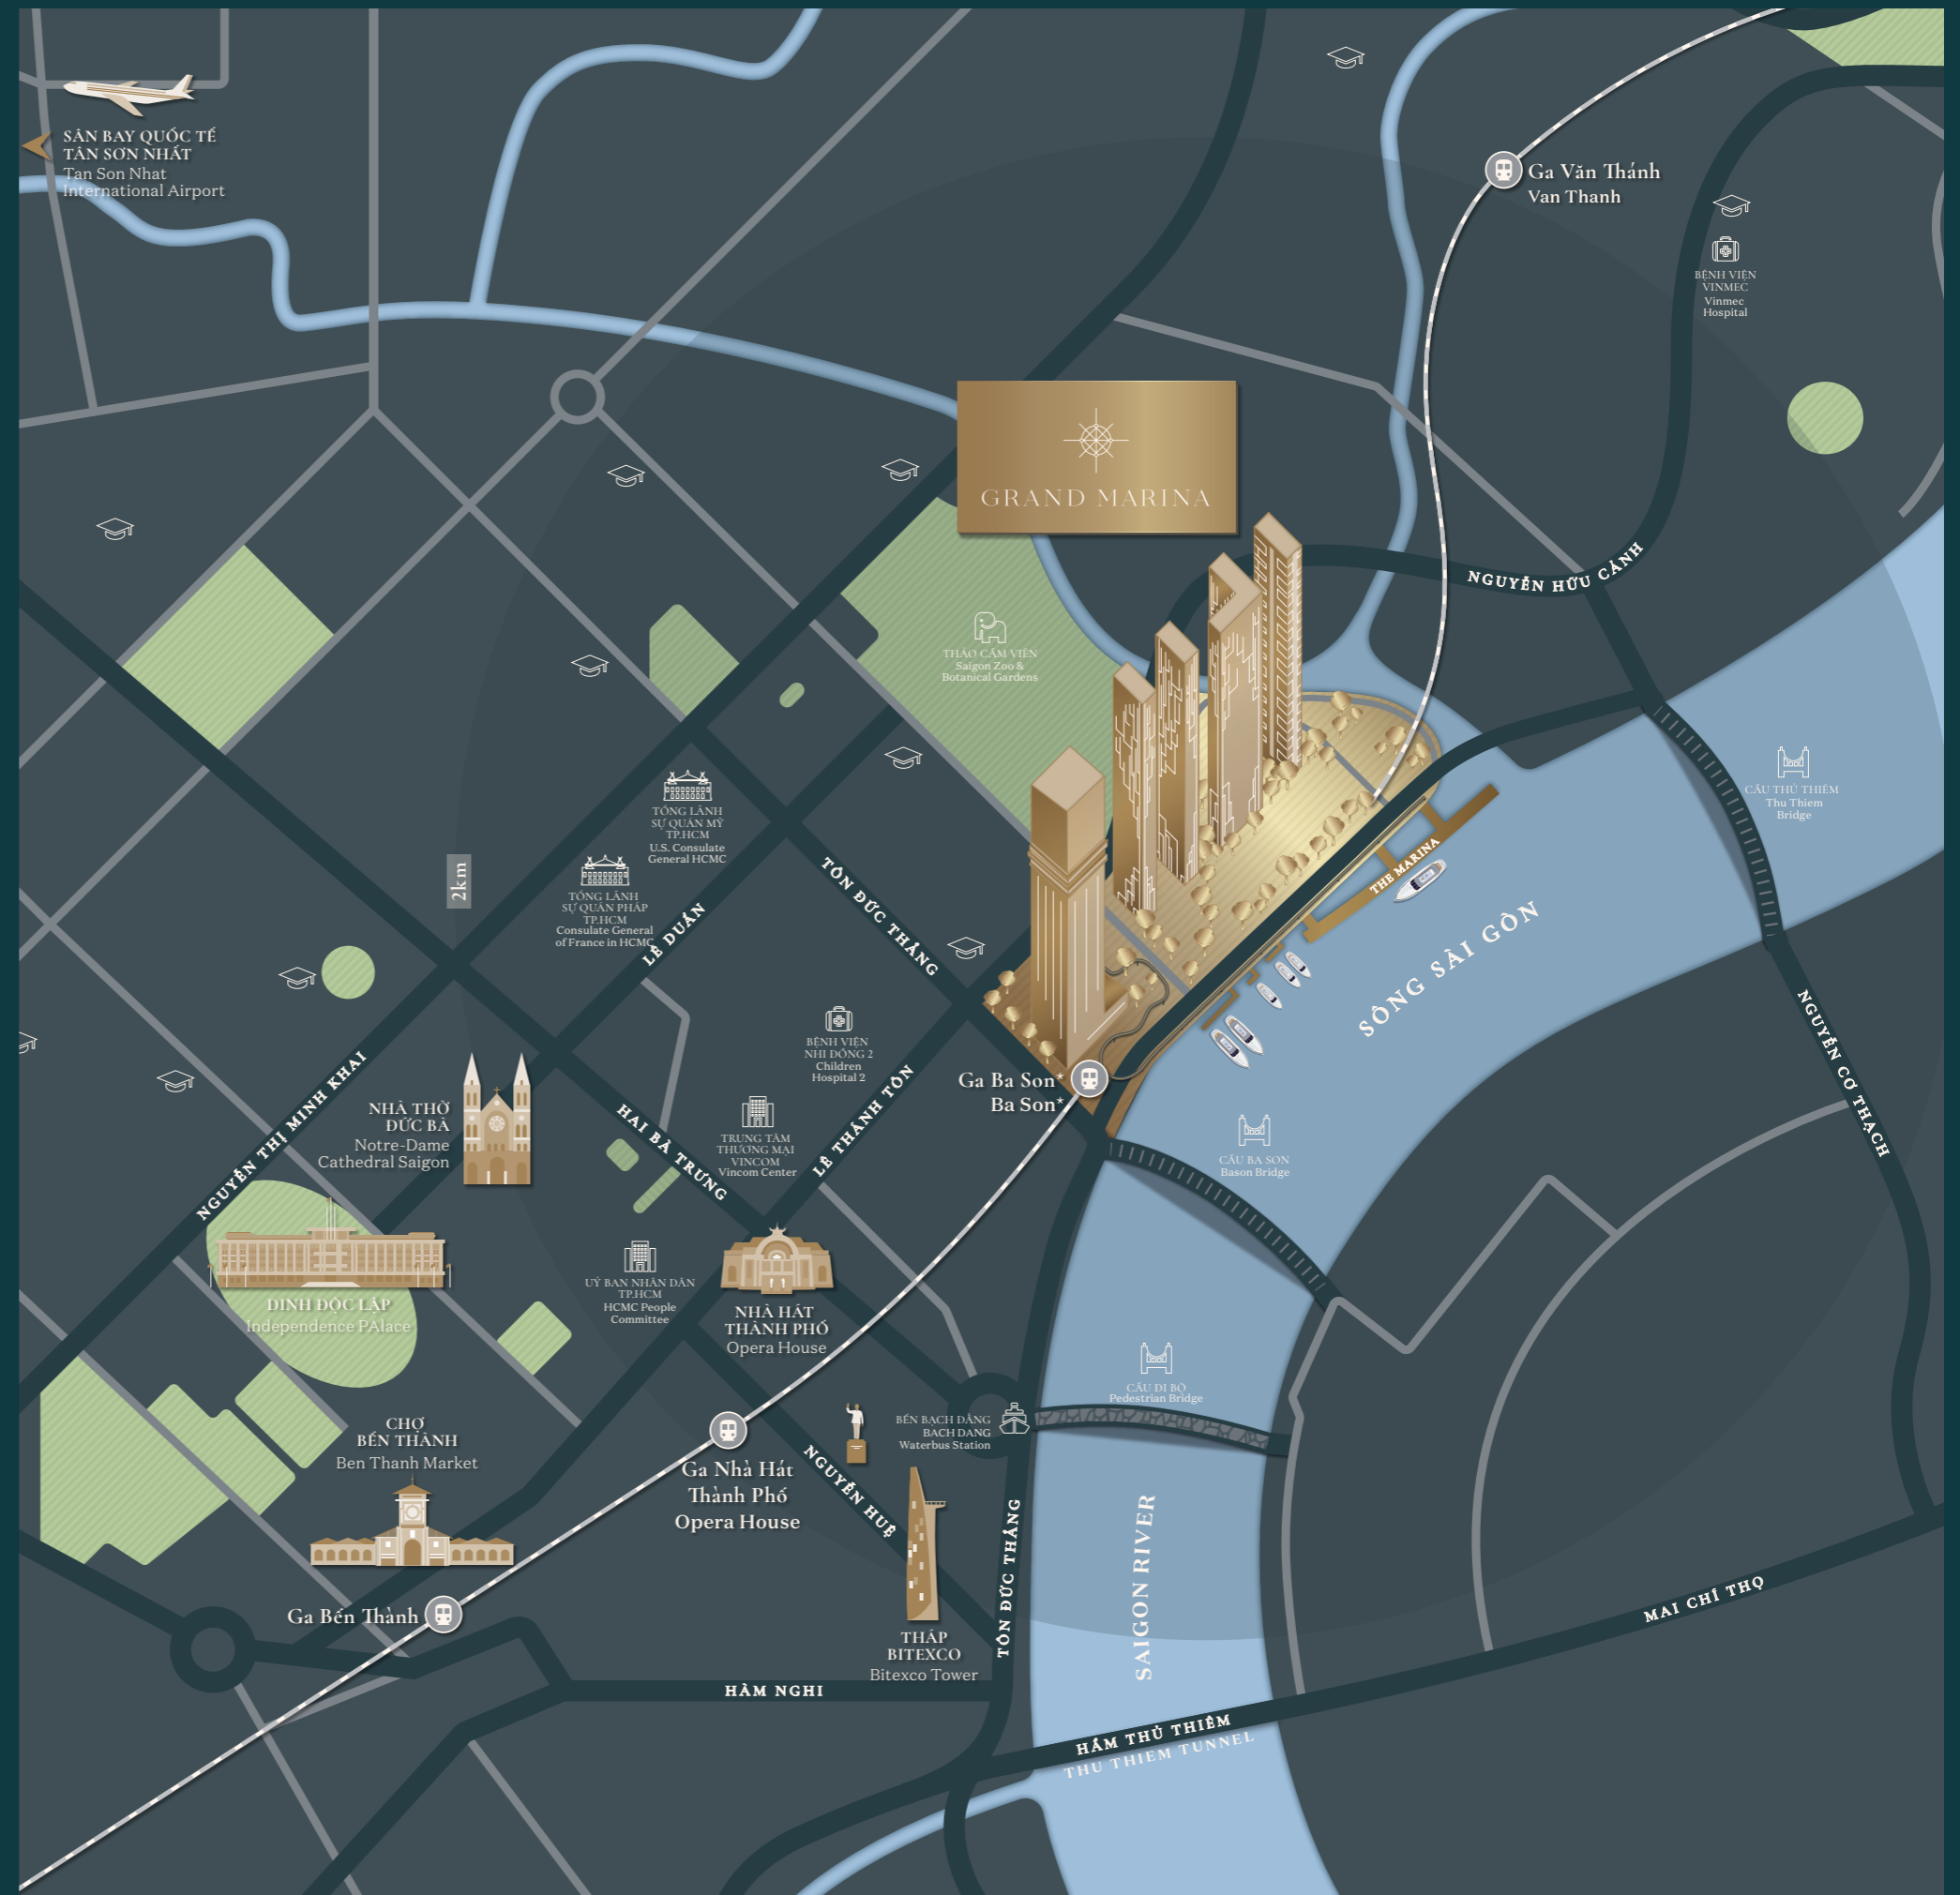 SÂN BAY QUỐC TẾ
TÂN SƠN NHẤT
Tan Son Nhat
International Airport
Ga Văn Thánh
Van Thanh
BỆNH VIỆN
VINMEC
Vinmec
Hospital
GRAND MARINA
NGUYỄN HỮU CẢNH
THẢO CẦM VIÊN
Saigon Zoo &
Botanical Gardens
CẦU THỦ THIÊM
Thu Thiem
Bridge
TỔNG LÃNH
SỰ QUÁN MỸ
TP.HCM
U.S. Consulate
General HCMC
2km
TỔNG LÃNH
SỰ QUÁN PHÁP
TP.HCM
Consulate General
of France in HCMC
LÊ DUẨN
TÔN ĐỨC THẮNG
THE MARINA
SÔNG SÀI GÒN
NGUYỄN CƠ THẠCH
BỆNH VIỆN
NHI ĐỒNG 2
Children
Hospital 2
Ga Ba Son*
Ba Son*
NGUYỄN THỊ MINH KHAI
NHÀ THỜ
ĐỨC BÀ
Notre-Dame
Cathedral Saigon
HAI BÀ TRƯNG
TRUNG TÂM
THƯƠNG MẠI
VINCOM
Vincom Center
LÊ THÁNH TÔN
CẦU BA SON
Bason Bridge
DINH ĐỘC LẬP
Independence PAlace
UỶ BAN NHÂN DÂN
TP.HCM
HCMC People
Committee
NHÀ HÁT
THÀNH PHỐ
Opera House
CẦU ĐI BỘ
Pedestrian Bridge
CHỢ
BẾN THÀNH
Ben Thanh Market
BẾN BẠCH ĐẰNG
BACH DANG
Waterbus Station
Ga Nhà Hát
Thành Phố
Opera House
NGUYỄN HUỆ
TÔN ĐỨC THẮNG
SAIGON RIVER
Ga Bến Thành
THÁP
BITEXCO
Bitexco Tower
MAI CHÍ THỌ
HÀM NGHI
HẦM THỦ THIÊM
THU THIEM TUNNEL